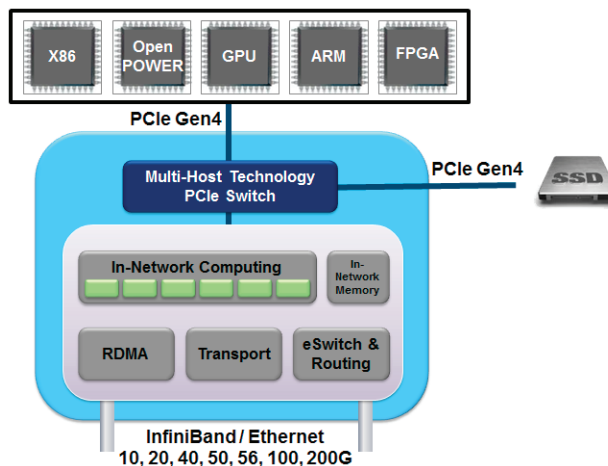 X86
Open
POWER
GPU
ARM
FPGA
PCIe Gen4
PCIe Gen4
SSD
Multi-Host Technology
PCIe Switch
In-Network Computing
In-
Network
Memory
RDMA
Transport
eSwitch &
Routing
InfiniBand / Ethernet
10, 20, 40, 50, 56, 100, 200G